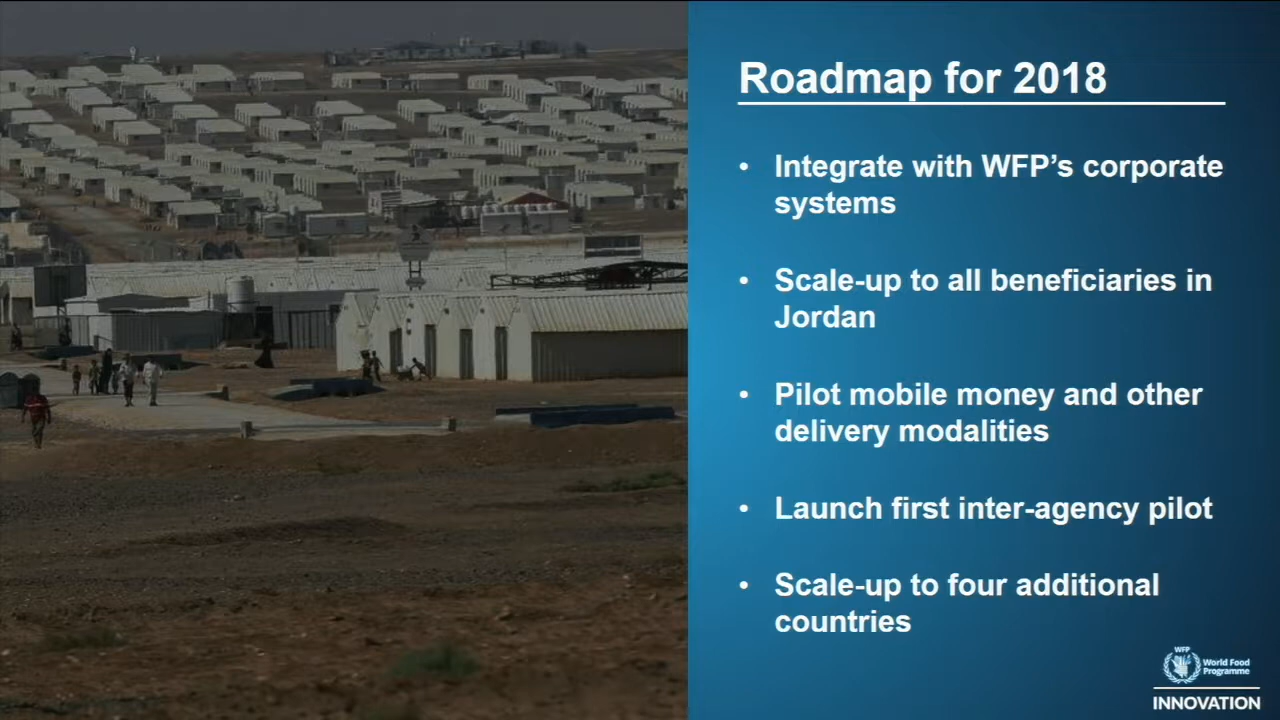 Roadmap for 2018
• Integrate with WFP’s corporate
systems
• Scale-up to all beneficiaries in
Jordan
• Pilot mobile money and other
delivery modalities
• Launch first inter-agency pilot
• Scale-up to four additional
countries
WFP
World Food
Programme
INNOVATION